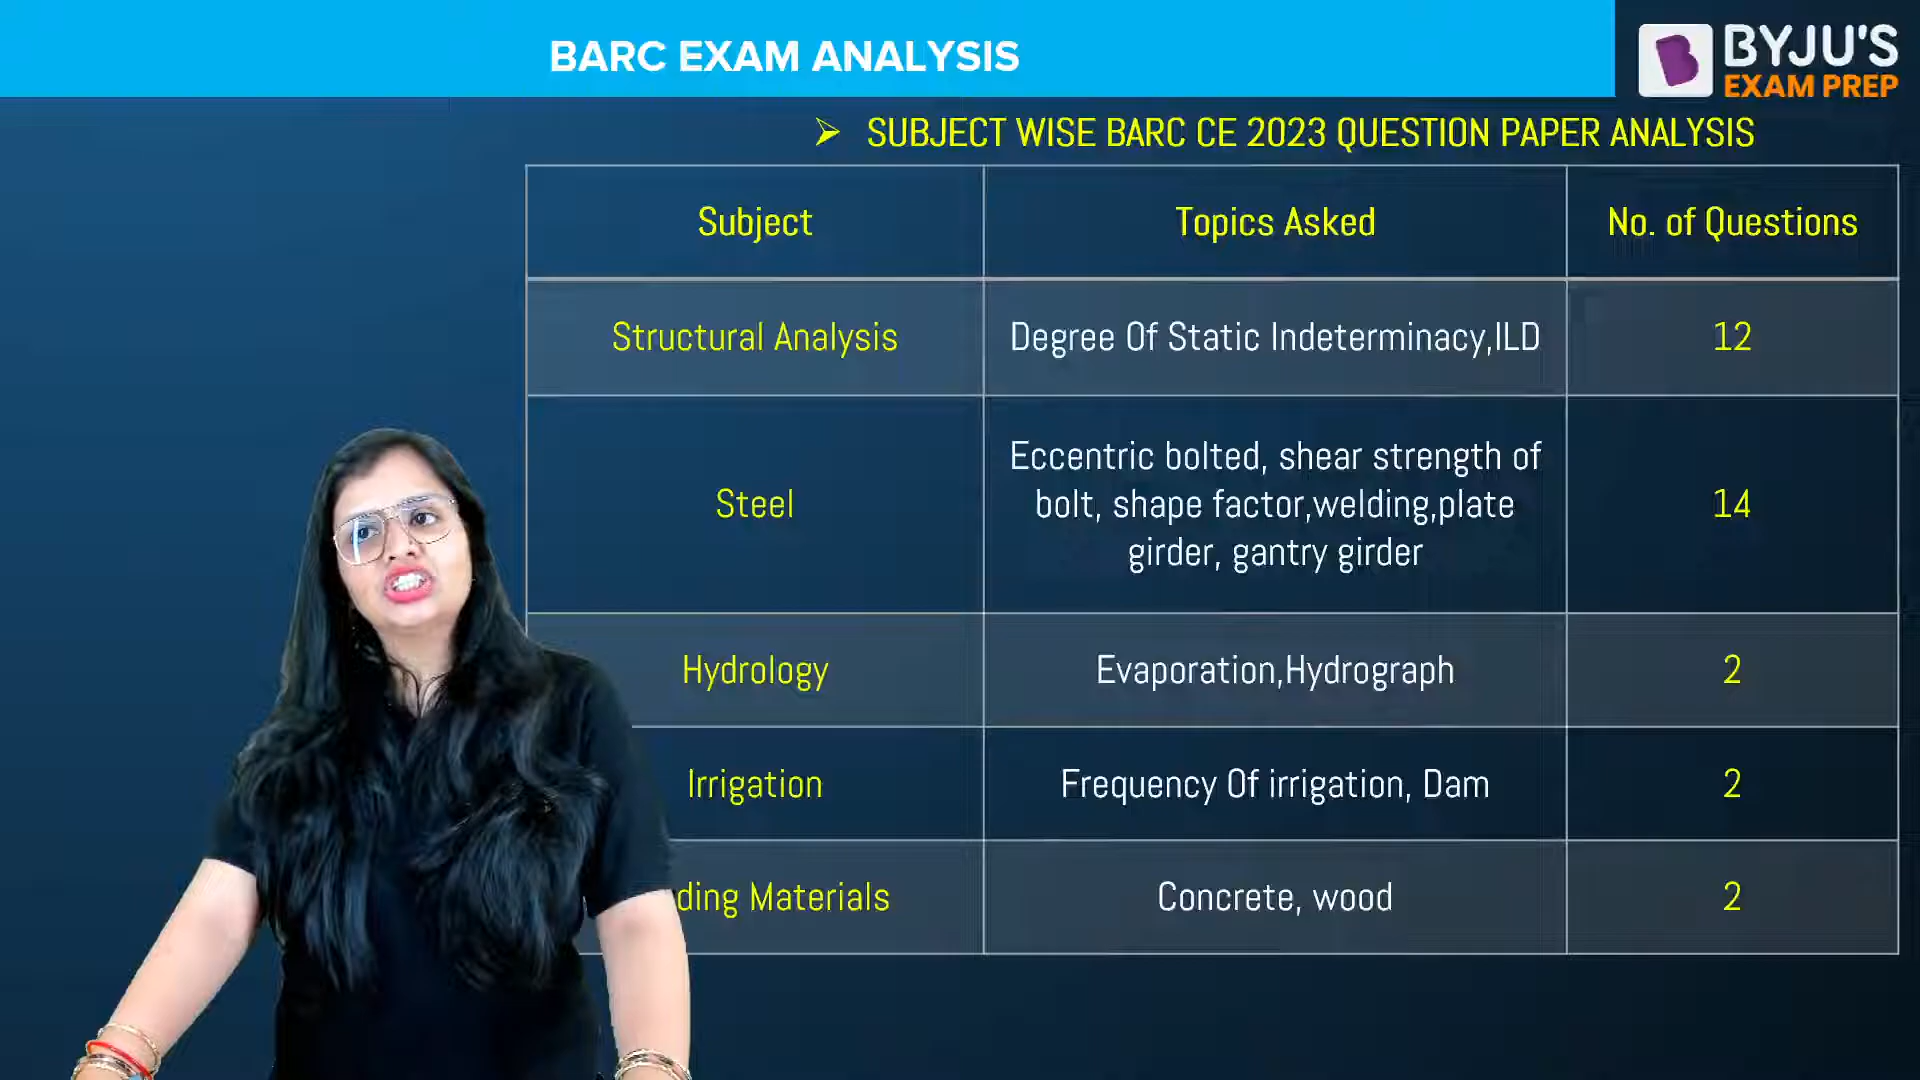 BARC EXAM ANALYSIS
BYJU'S
EXAM PREP
➢ SUBJECT WISE BARC CE 2023 QUESTION PAPER ANALYSIS
Subject Topics Asked No. of Questions
Structural Analysis Degree Of Static Indeterminacy,ILD 12
Eccentric bolted, shear strength of
Steel bolt, shape factor,welding,plate 14
girder, gantry girder
Hydrology Evaporation,Hydrograph 2
Irrigation Frequency Of irrigation, Dam 2
Materials Concrete, wood 2